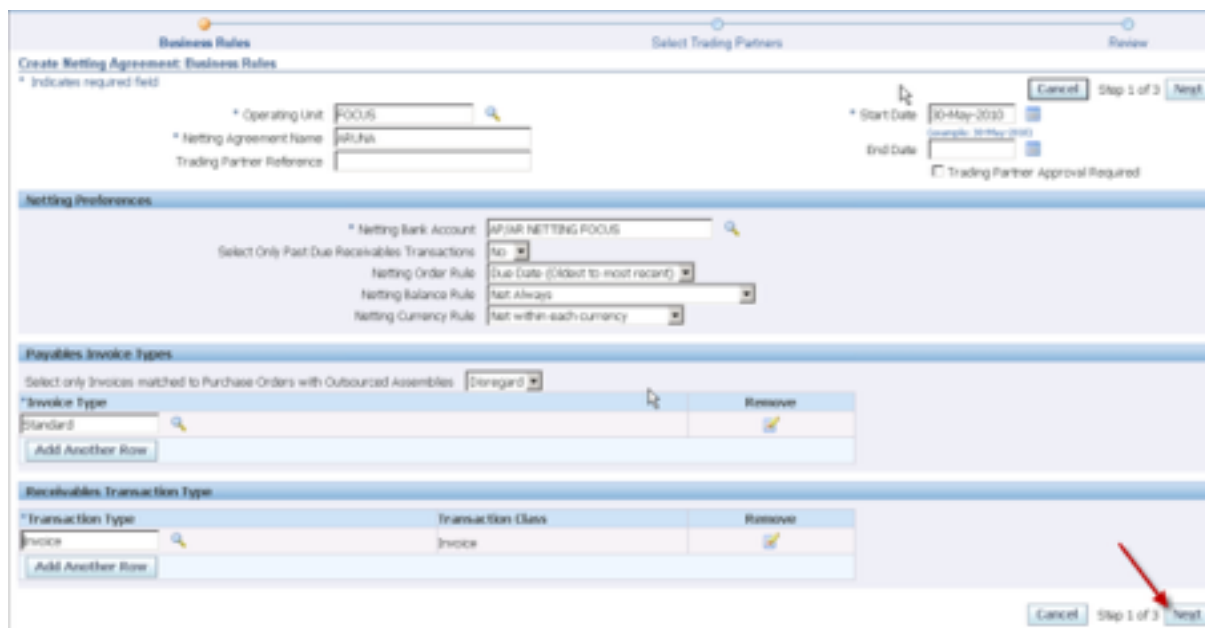 Business Rules
Select Trading Partners
Review
Create Netting Agreement: Business Rules
* Indicates required field
Cancel Step 1 of 3 Next
* Operating Unit FOCUS
* Start Date 30-May-2010
(example: 30-May-2010)
* Netting Agreement Name ARUNA
End Date
Trading Partner Reference
Trading Partner Approval Required
Netting Preferences
* Netting Bank Account AP/AR NETTING FOCUS
Select Only Past Due Receivables Transactions No
Netting Order Rule Due Date (Oldest to most recent)
Netting Balance Rule Net Always
Netting Currency Rule Net within each currency
Payables Invoice Types
Select only Invoices matched to Purchase Orders with Outsourced Assemblies Disregard
*Invoice Type Remove
Standard
Add Another Row
Receivables Transaction Type
*Transaction Type Transaction Class Remove
Invoice Invoice
Add Another Row
Cancel Step 1 of 3 Next